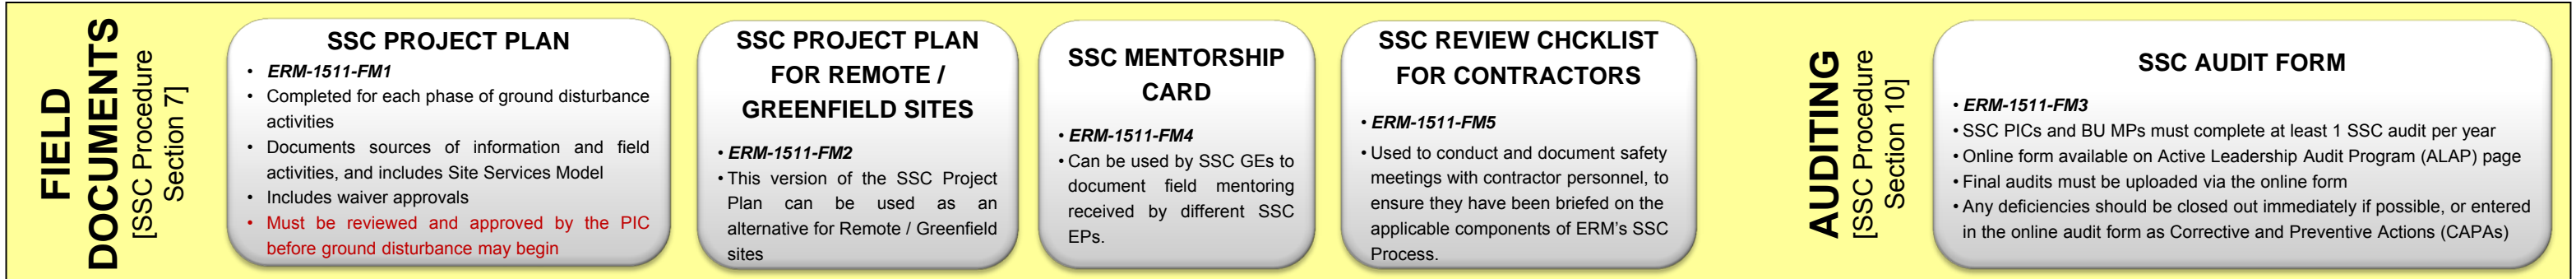 FIELD
DOCUMENTS
[SSC Procedure
Section 7]
SSC PROJECT PLAN
• ERM-1511-FM1
• Completed for each phase of ground disturbance
activities
• Documents sources of information and field
activities, and includes Site Services Model
• Includes waiver approvals
• Must be reviewed and approved by the PIC
before ground disturbance may begin
SSC PROJECT PLAN
FOR REMOTE /
GREENFIELD SITES
• ERM-1511-FM2
• This version of the SSC Project
Plan can be used as an
alternative for Remote / Greenfield
sites
SSC MENTORSHIP
CARD
• ERM-1511-FM4
• Can be used by SSC GEs to
document field mentoring
received by different SSC
EPs.
SSC REVIEW CHCKLIST
FOR CONTRACTORS
• ERM-1511-FM5
• Used to conduct and document safety
meetings with contractor personnel, to
ensure they have been briefed on the
applicable components of ERM's SSC
Process.
AUDITING
[SSC Procedure
Section 10]
SSC AUDIT FORM
• ERM-1511-FM3
• SSC PICs and BU MPs must complete at least 1 SSC audit per year
• Online form available on Active Leadership Audit Program (ALAP) page
• Final audits must be uploaded via the online form
• Any deficiencies should be closed out immediately if possible, or entered
in the online audit form as Corrective and Preventive Actions (CAPAs)